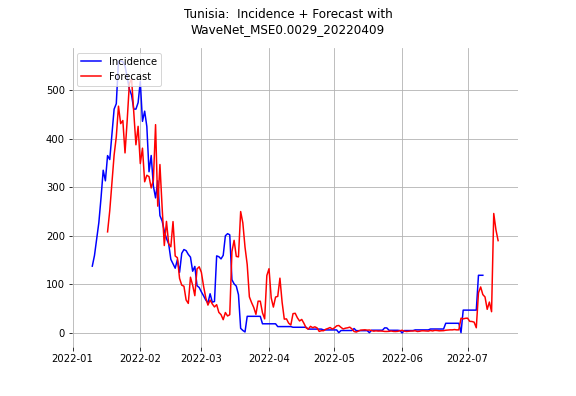 Tunisia:  Incidence + Forecast with
WaveNet_MSE0.0029_20220409
Incidence
Forecast
500
400
300
200
100
0
2022-01 2022-02 2022-03 2022-04 2022-05 2022-06 2022-07